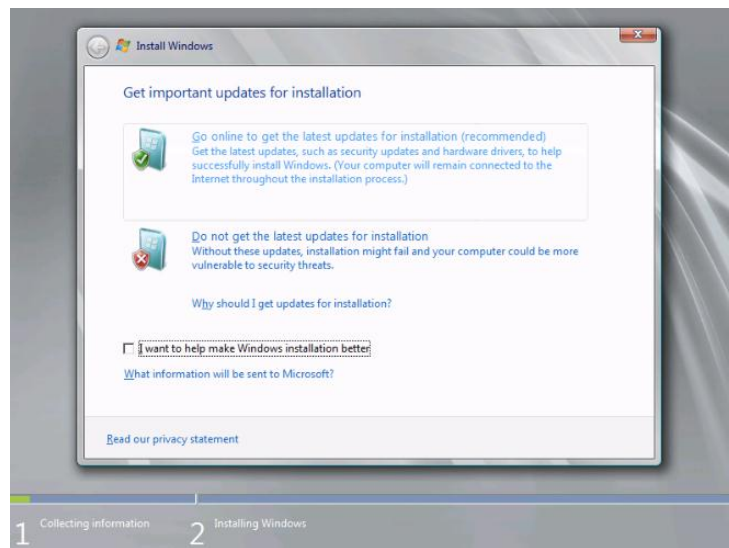 Install Windows
Get important updates for installation
Go online to get the latest updates for installation (recommended)
Get the latest updates, such as security updates and hardware drivers, to help
successfully install Windows. (Your computer will remain connected to the
Internet throughout the installation process.)
Do not get the latest updates for installation
Without these updates, installation might fail and your computer could be more
vulnerable to security threats.
Why should I get updates for installation?
I want to help make Windows installation better
What information will be sent to Microsoft?
Read our privacy statement
1 Collecting information 2 Installing Windows